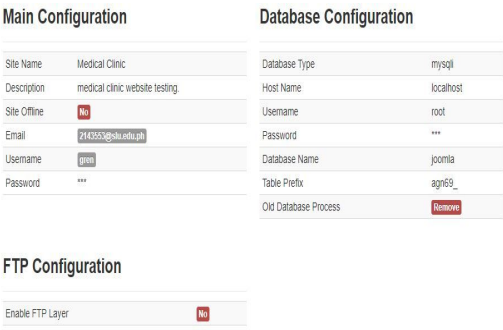 Main Configuration
Site Name Medical Clinic
Description medical clinic website testing.
Site Offline No
Email 2143553@slu.edu.ph
Username gren
Password ***
Database Configuration
Database Type mysqli
Host Name localhost
Username root
Password ***
Database Name joomla
Table Prefix agn69_
Old Database Process Remove
FTP Configuration
Enable FTP Layer No